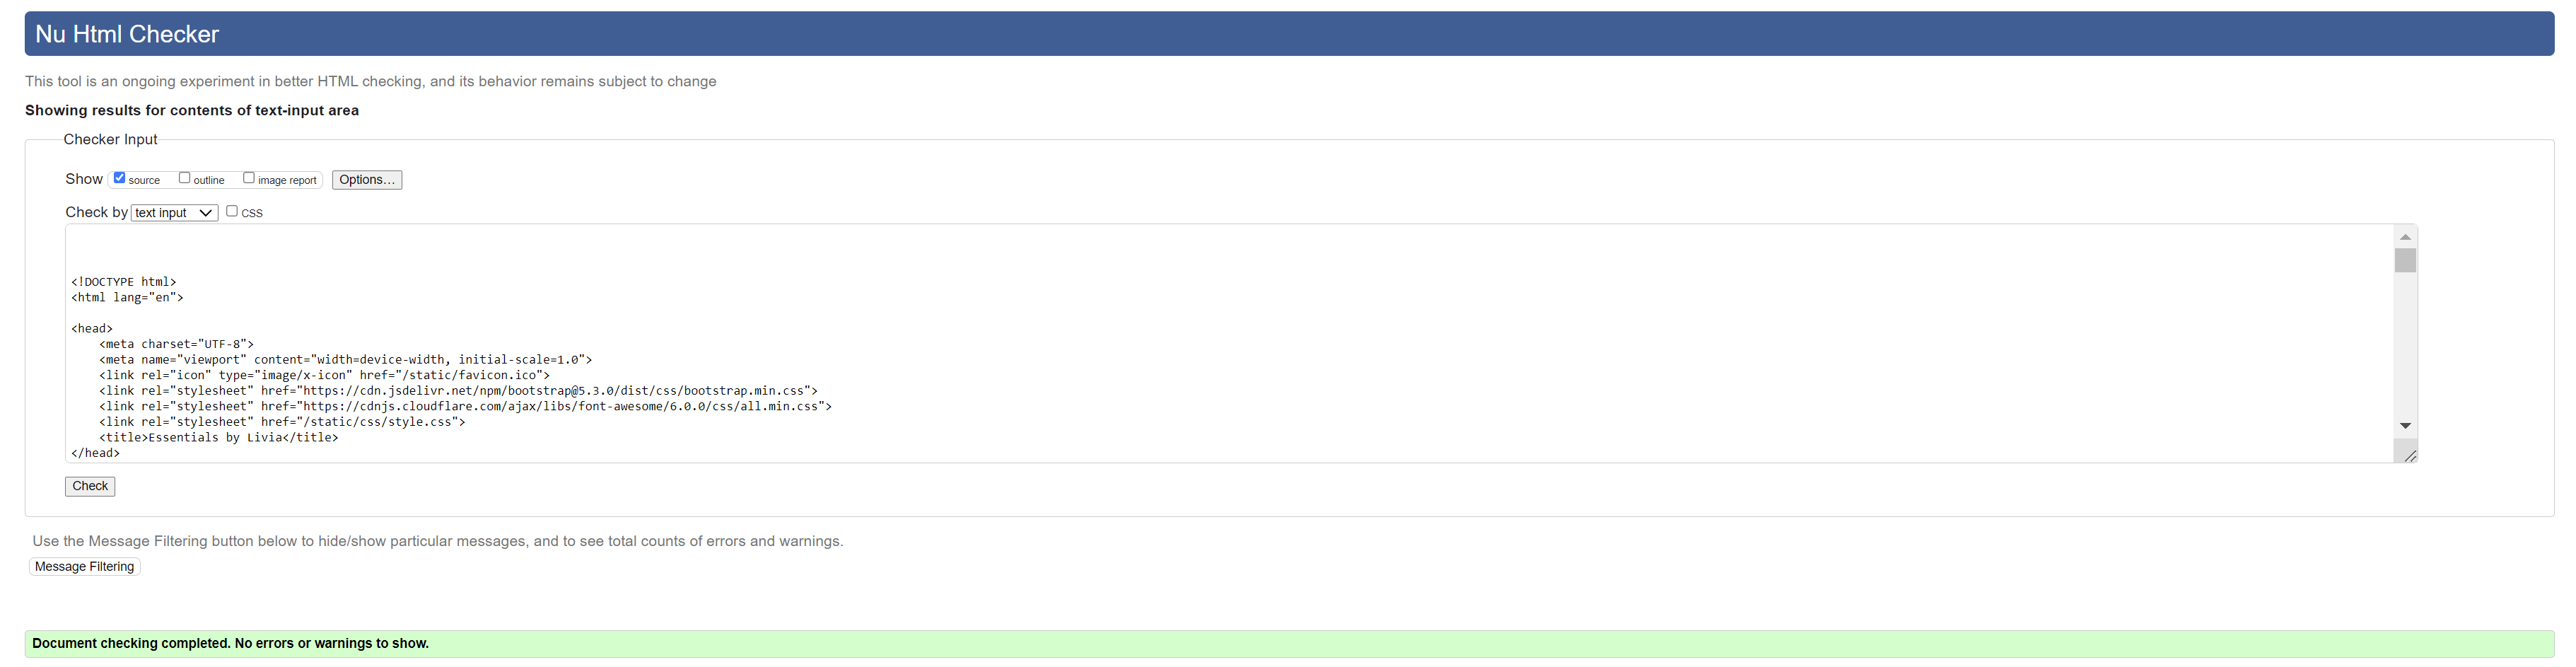 Nu Html Checker
This tool is an ongoing experiment in better HTML checking, and its behavior remains subject to change
Showing results for contents of text-input area
Checker Input
Show source outline image report Options...
Check by text input CSS
<!DOCTYPE html>
<html lang="en">
<head>
    <meta charset="UTF-8">
    <meta name="viewport" content="width=device-width, initial-scale=1.0">
    <link rel="icon" type="image/x-icon" href="/static/favicon.ico">
    <link rel="stylesheet" href="https://cdn.jsdelivr.net/npm/bootstrap@5.3.0/dist/css/bootstrap.min.css">
    <link rel="stylesheet" href="https://cdnjs.cloudflare.com/ajax/libs/font-awesome/6.0.0/css/all.min.css">
    <link rel="stylesheet" href="/static/css/style.css">
    <title>Essentials by Livia</title>
</head>
Check
Use the Message Filtering button below to hide/show particular messages, and to see total counts of errors and warnings.
Message Filtering
Document checking completed. No errors or warnings to show.